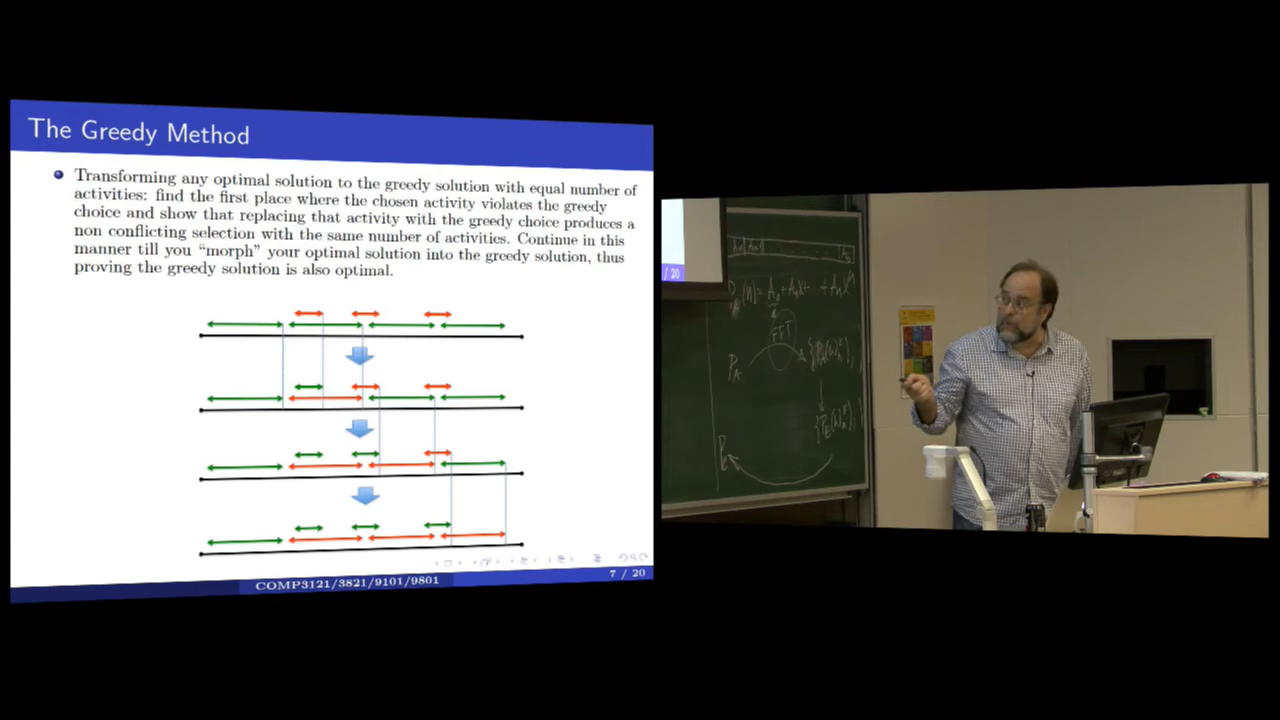 The Greedy Method
Transforming any optimal solution to the greedy solution with equal number of
activities: find the first place where the chosen activity violates the greedy
choice and show that replacing that activity with the greedy choice produces a
non conflicting selection with the same number of activities. Continue in this
manner till you “morph” your optimal solution into the greedy solution, thus
proving the greedy solution is also optimal.
COMP3121/3821/9101/9801
7 / 20
/ 20
FFT